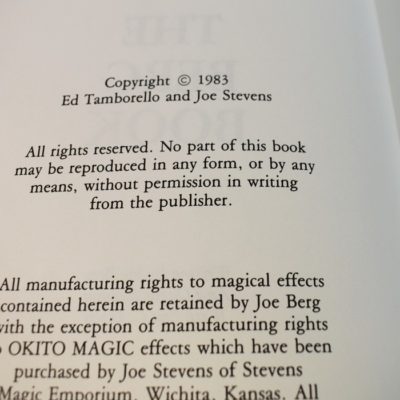 Copyright © 1983
Ed Tamborello and Joe Stevens
All rights reserved. No part of this book
may be reproduced in any form, or by any
means, without permission in writing
from the publisher.
All manufacturing rights to magical effects
contained herein are retained by Joe Berg
with the exception of manufacturing rights
OKITO MAGIC effects which have been
purchased by Joe Stevens of Stevens
Magic Emporium, Wichita, Kansas. All